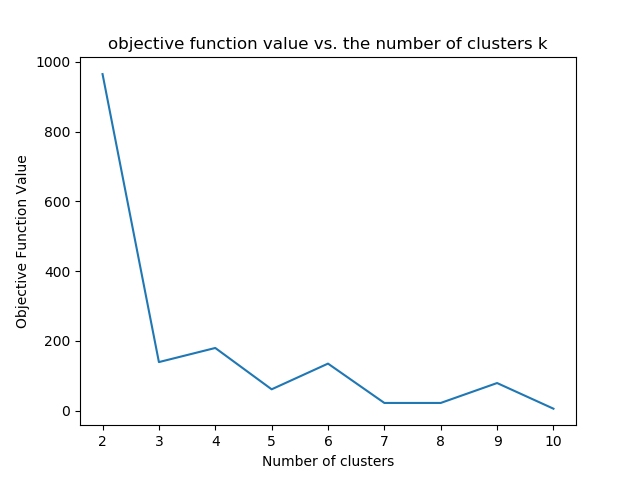 objective function value vs. the number of clusters k
1000
800
600
400
200
0
Objective Function Value
2 3 4 5 6 7 8 9 10
Number of clusters